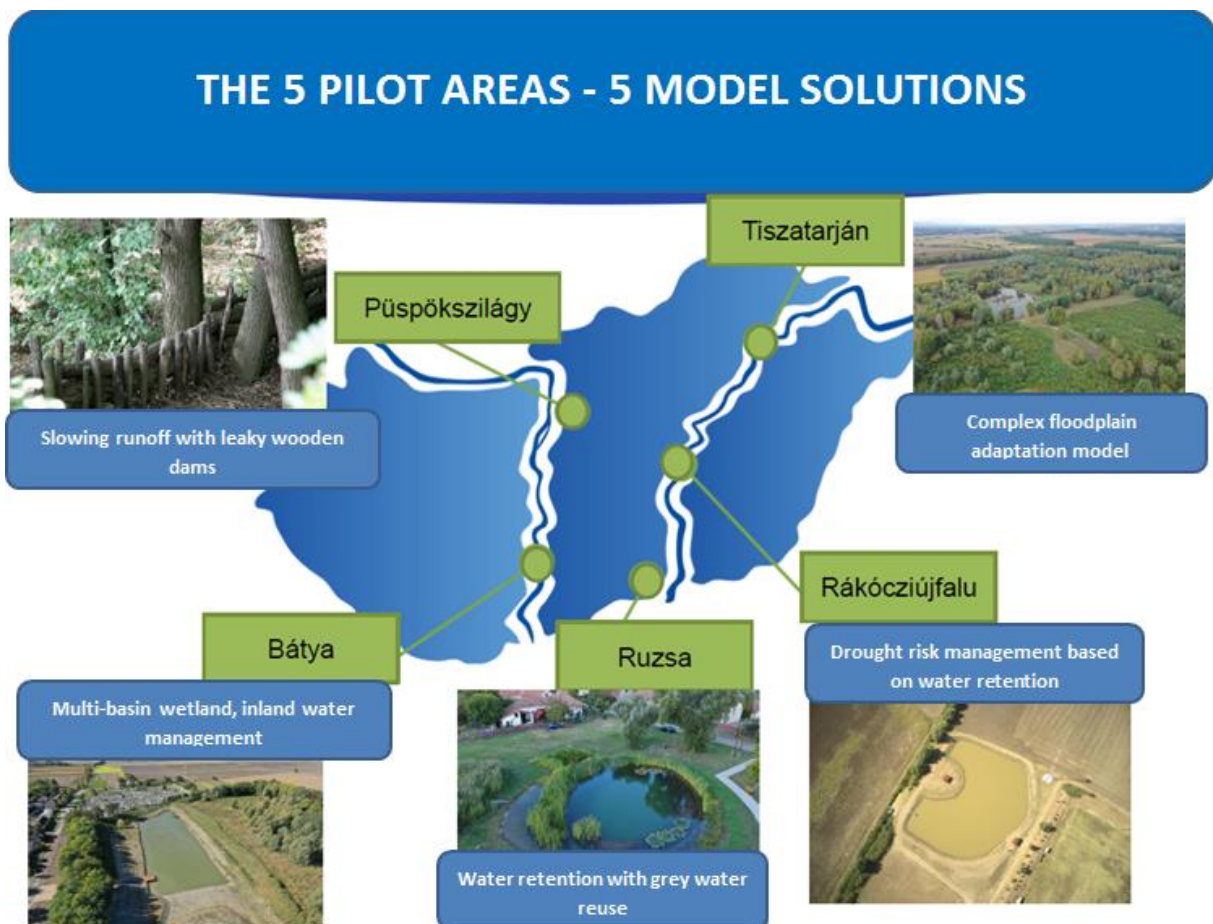 THE 5 PILOT AREAS - 5 MODEL SOLUTIONS
Tiszatarján
Püspökszilágy
Slowing runoff with leaky wooden
dams
Complex floodplain
adaptation model
Bátya
Ruzsa
Rákócziújfalu
Multi-basin wetland, inland water
management
Drought risk management based
on water retention
Water retention with grey water
reuse